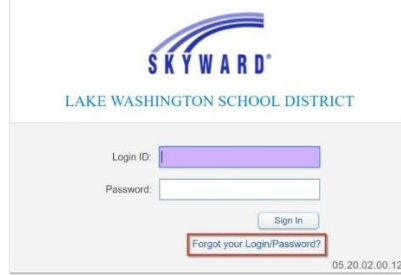 SKYWARD®
LAKE WASHINGTON SCHOOL DISTRICT
Login ID:
Password:
Sign In
Forgot your Login/Password?
05.20.02.00.12